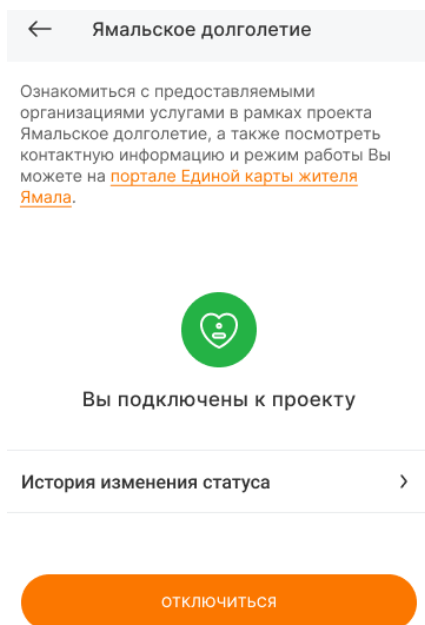 Ямальское долголетие
Ознакомиться с предоставляемыми
организациями услугами в рамках проекта
Ямальское долголетие, а также посмотреть
контактную информацию и режим работы Вы
можете на портале Единой карты жителя
Ямала.
Вы подключены к проекту
История изменения статуса
ОТКЛЮЧИТЬСЯ